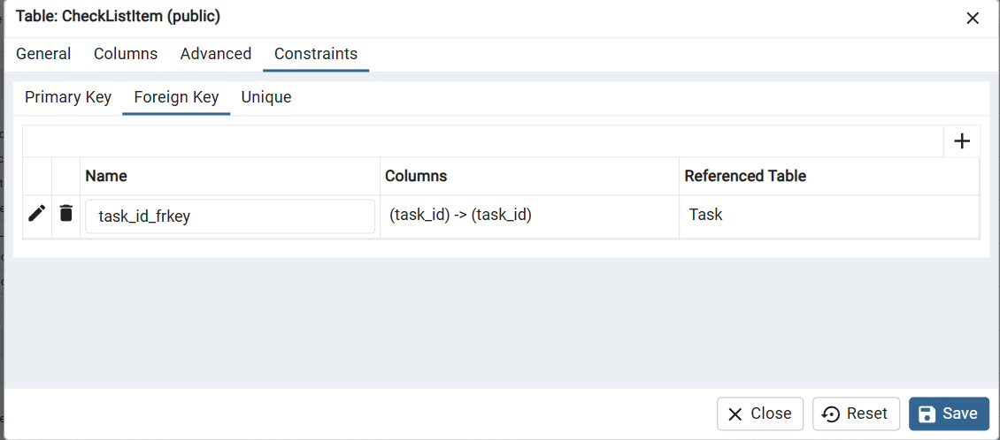 Table: CheckListItem (public)
General Columns Advanced Constraints
Primary Key Foreign Key Unique
Name Columns Referenced Table
task_id_frkey (task_id) -> (task_id) Task
Close Reset Save